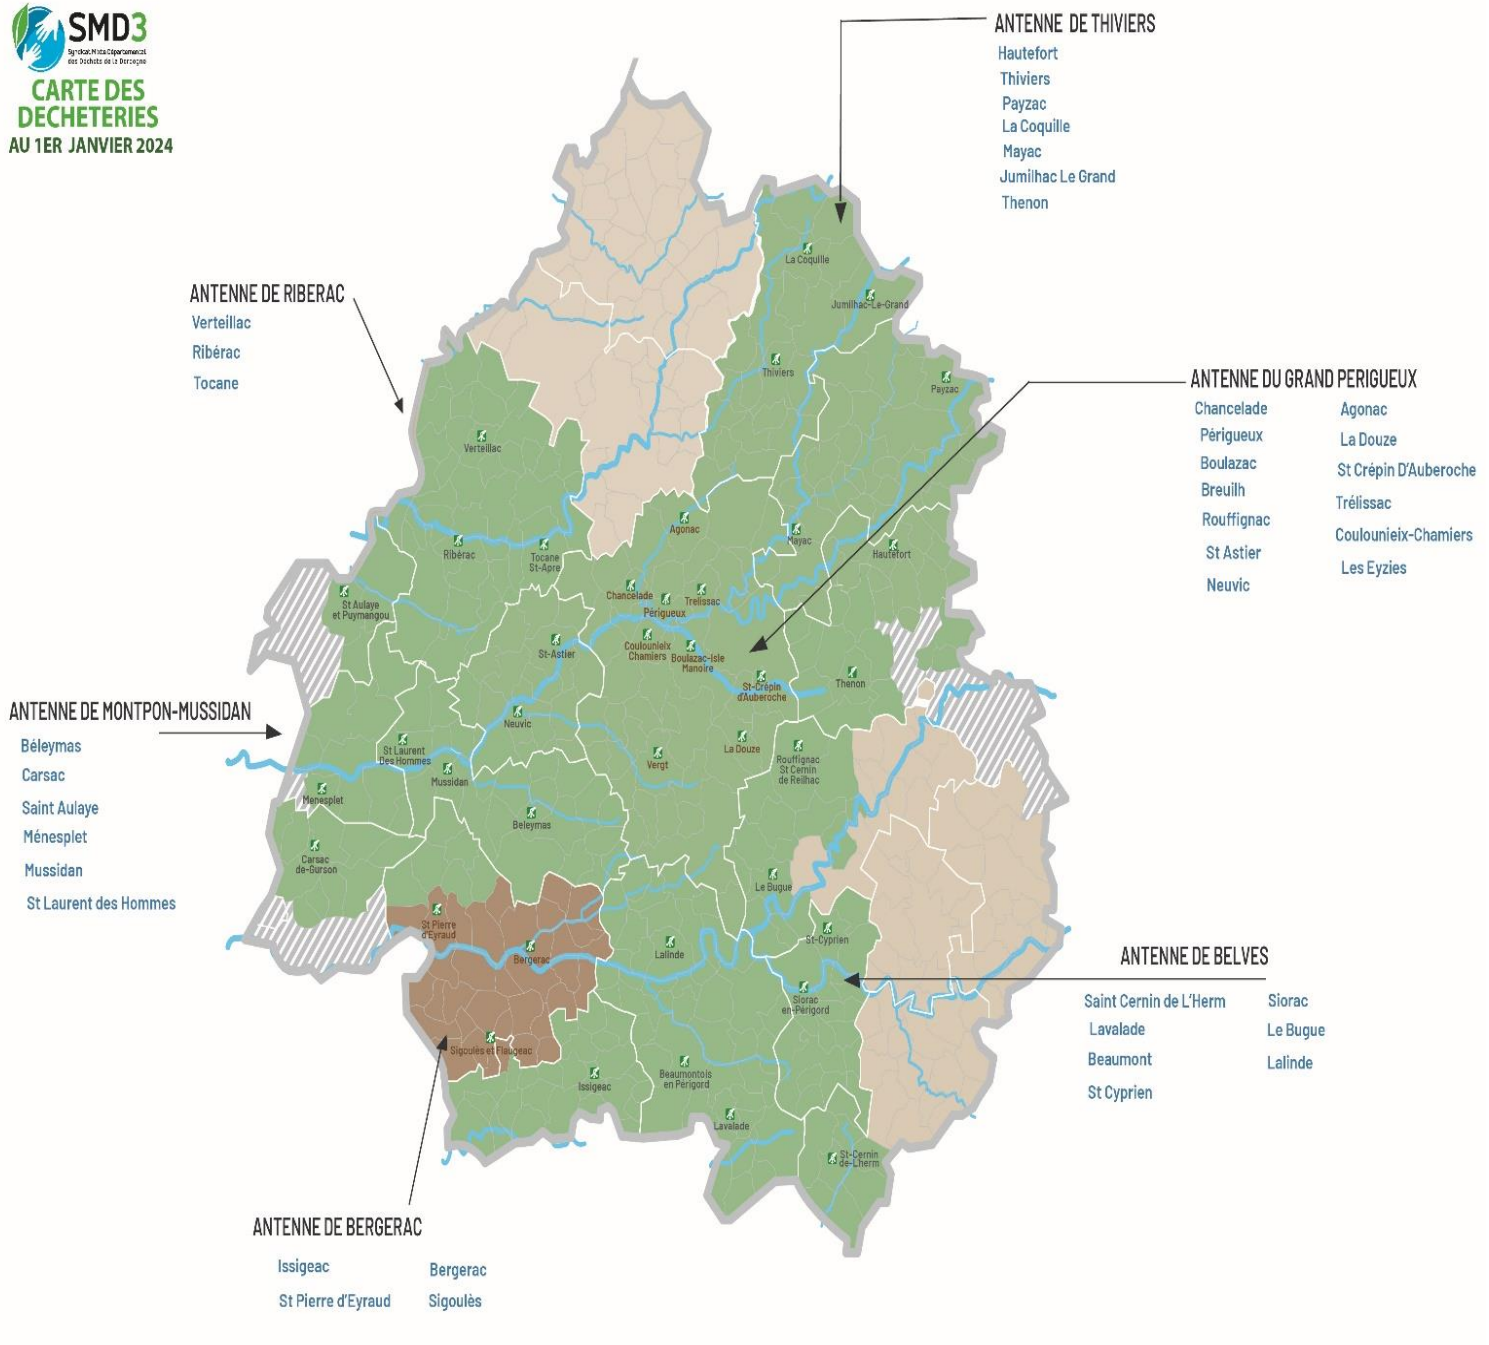 SMD3
Syndicat Mixte Départemental
des Déchets de la Dordogne
CARTE DES
DECHETERIES
AU 1ER JANVIER 2024
ANTENNE DE THIVIERS
Hautefort
Thiviers
Payzac
La Coquille
Mayac
Jumilhac Le Grand
Thenon
ANTENNE DE RIBERAC
Verteillac
Ribérac
Tocane
ANTENNE DU GRAND PERIGUEUX
Chancelade
Périgueux
Boulazac
Breuilh
Rouffignac
St Astier
Neuvic
Agonac
La Douze
St Crépin D'Auberoche
Trélissac
Coulounieix-Chamiers
Les Eyzies
ANTENNE DE MONTPON-MUSSIDAN
Béleymas
Carsac
Saint Aulaye
Ménesplet
Mussidan
St Laurent des Hommes
ANTENNE DE BELVES
Saint Cernin de L'Herm
Lavalade
Beaumont
St Cyprien
Siorac
Le Bugue
Lalinde
ANTENNE DE BERGERAC
Issigeac
St Pierre d'Eyraud
Bergerac
Sigoulès
La Coquille
Jumilhac-Le-Grand
Thiviers
Payzac
Verteillac
Agonac
Mayac
Hautefort
Ribérac
Tocane
St-Apre
St Aulaye
et Puymangou
Chancelade
Périgueux
Trelissac
St-Astier
Coulounieix
Chamiers
Boulazac-Isle
Manoire
St-Crépin
d'Auberoche
Thenon
Neuvic
St Laurent
Des Hommes
Mussidan
Vergt
La Douze
Rouffignac
St Cernin
de Reilhac
Menesplet
Beleymas
Carsac
de-Gurson
Le Bugue
St Pierre
d'Eyraud
Bergerac
Lalinde
St-Cyprien
Siorac
en-Périgord
Sigoulès et Flaugeac
Issigeac
Beaumontois
en Périgord
Lavalade
St-Cernin
de-L'herm